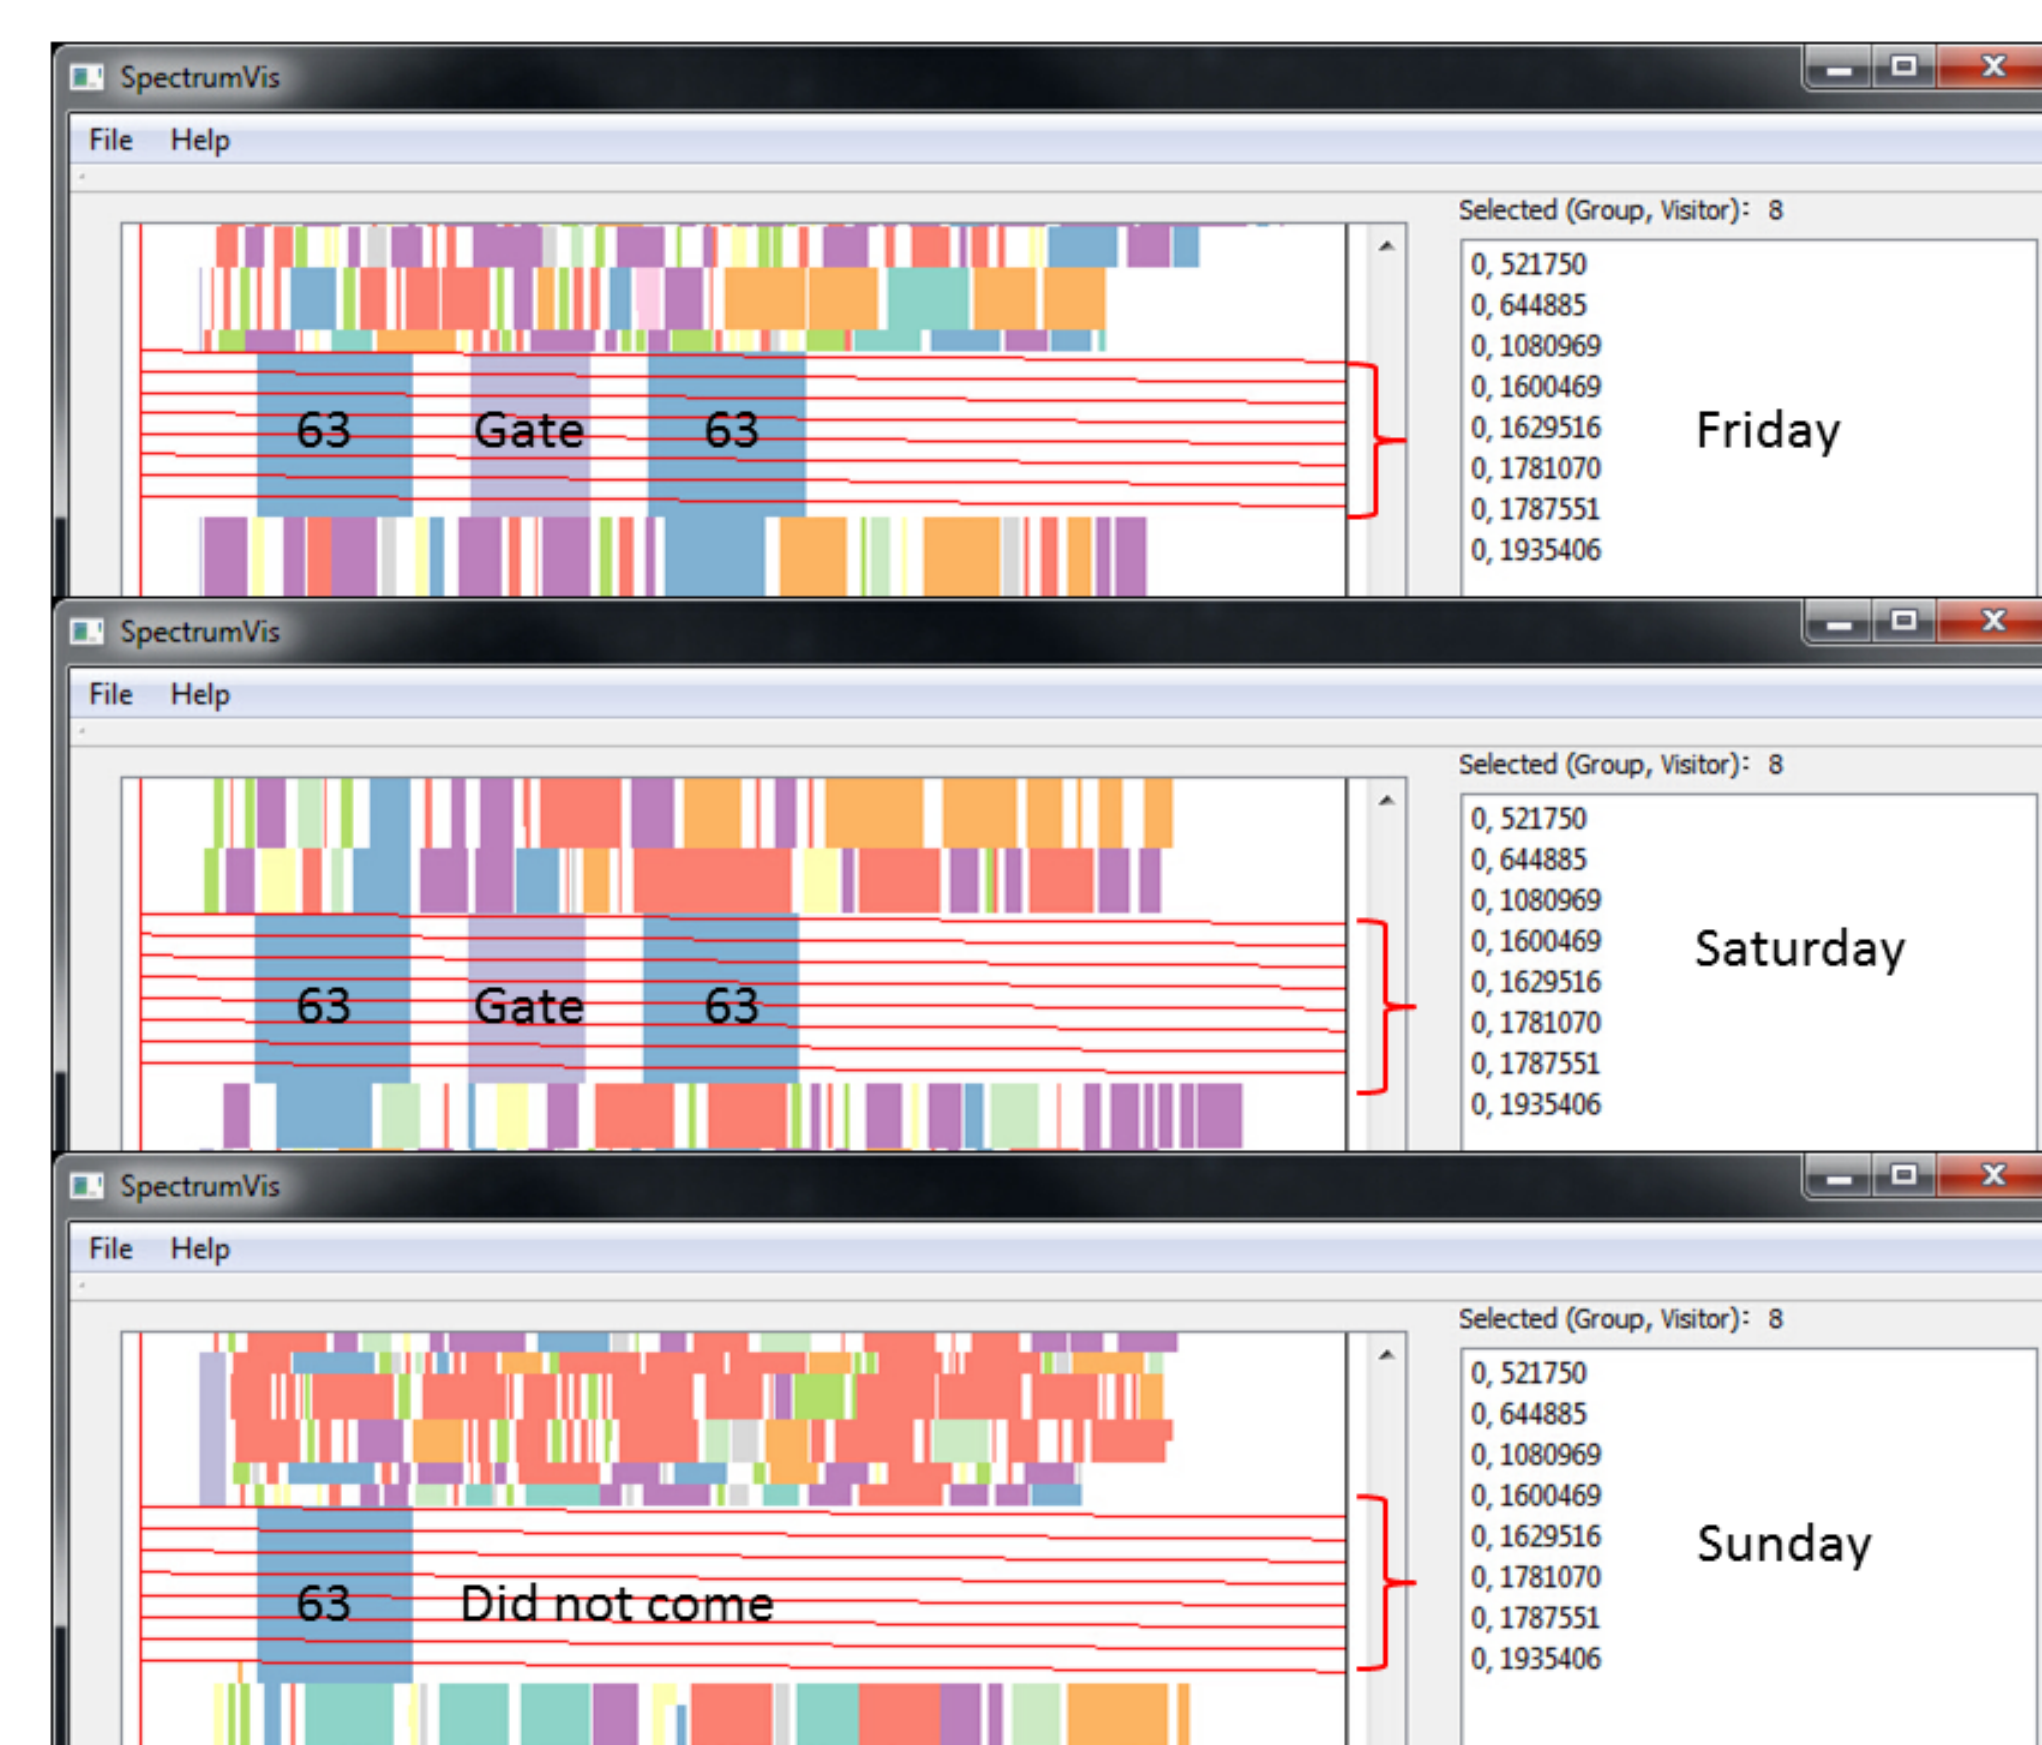 SpectrumVis
File Help
Selected (Group, Visitor): 8
0, 521750
0, 644885
0, 1080969
0, 1600469
0, 1629516
0, 1781070
0, 1787551
0, 1935406
63 Gate 63
Friday
SpectrumVis
File Help
Selected (Group, Visitor): 8
0, 521750
0, 644885
0, 1080969
0, 1600469
0, 1629516
0, 1781070
0, 1787551
0, 1935406
63 Gate 63
Saturday
SpectrumVis
File Help
Selected (Group, Visitor): 8
0, 521750
0, 644885
0, 1080969
0, 1600469
0, 1629516
0, 1781070
0, 1787551
0, 1935406
63 Did not come
Sunday